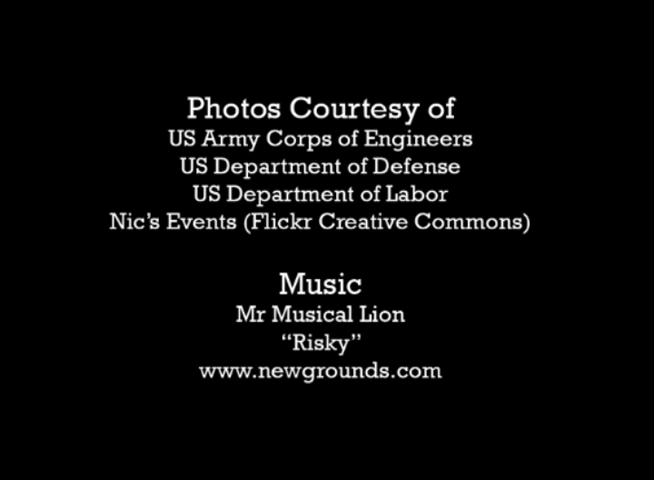 Photos Courtesy of
US Army Corps of Engineers
US Department of Defense
US Department of Labor
Nic's Events (Flickr Creative Commons)
Music
Mr Musical Lion
“Risky”
www.newgrounds.com